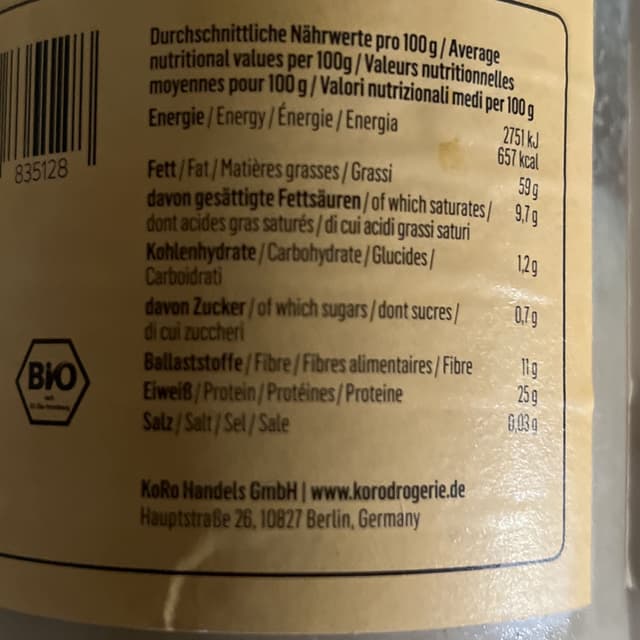 Durchschnittliche Nährwerte pro 100g / Average
nutritional values per 100g / Valeurs nutritionnelles
moyennes pour 100 g / Valori nutrizionali medi per 100 g
Energie / Energy / Énergie / Energia
2751 kJ
657 kcal
Fett / Fat / Matières grasses / Grassi 59 g
davon gesättigte Fettsäuren / of which saturates / 9,7 g
dont acides gras saturés / di cui acidi grassi saturi
Kohlenhydrate / Carbohydrate / Glucides / 1,2 g
Carboidrati
davon Zucker / of which sugars / dont sucres / 0,7 g
di cui zuccheri
Ballaststoffe / Fibre / Fibres alimentaires / Fibre 11 g
Eiweiß / Protein / Protéines / Proteine 25 g
Salz / Salt / Sel / Sale 0,03 g
KoRo Handels GmbH | www.korodrogerie.de
Hauptstraße 26, 10827 Berlin, Germany
835128
BIO